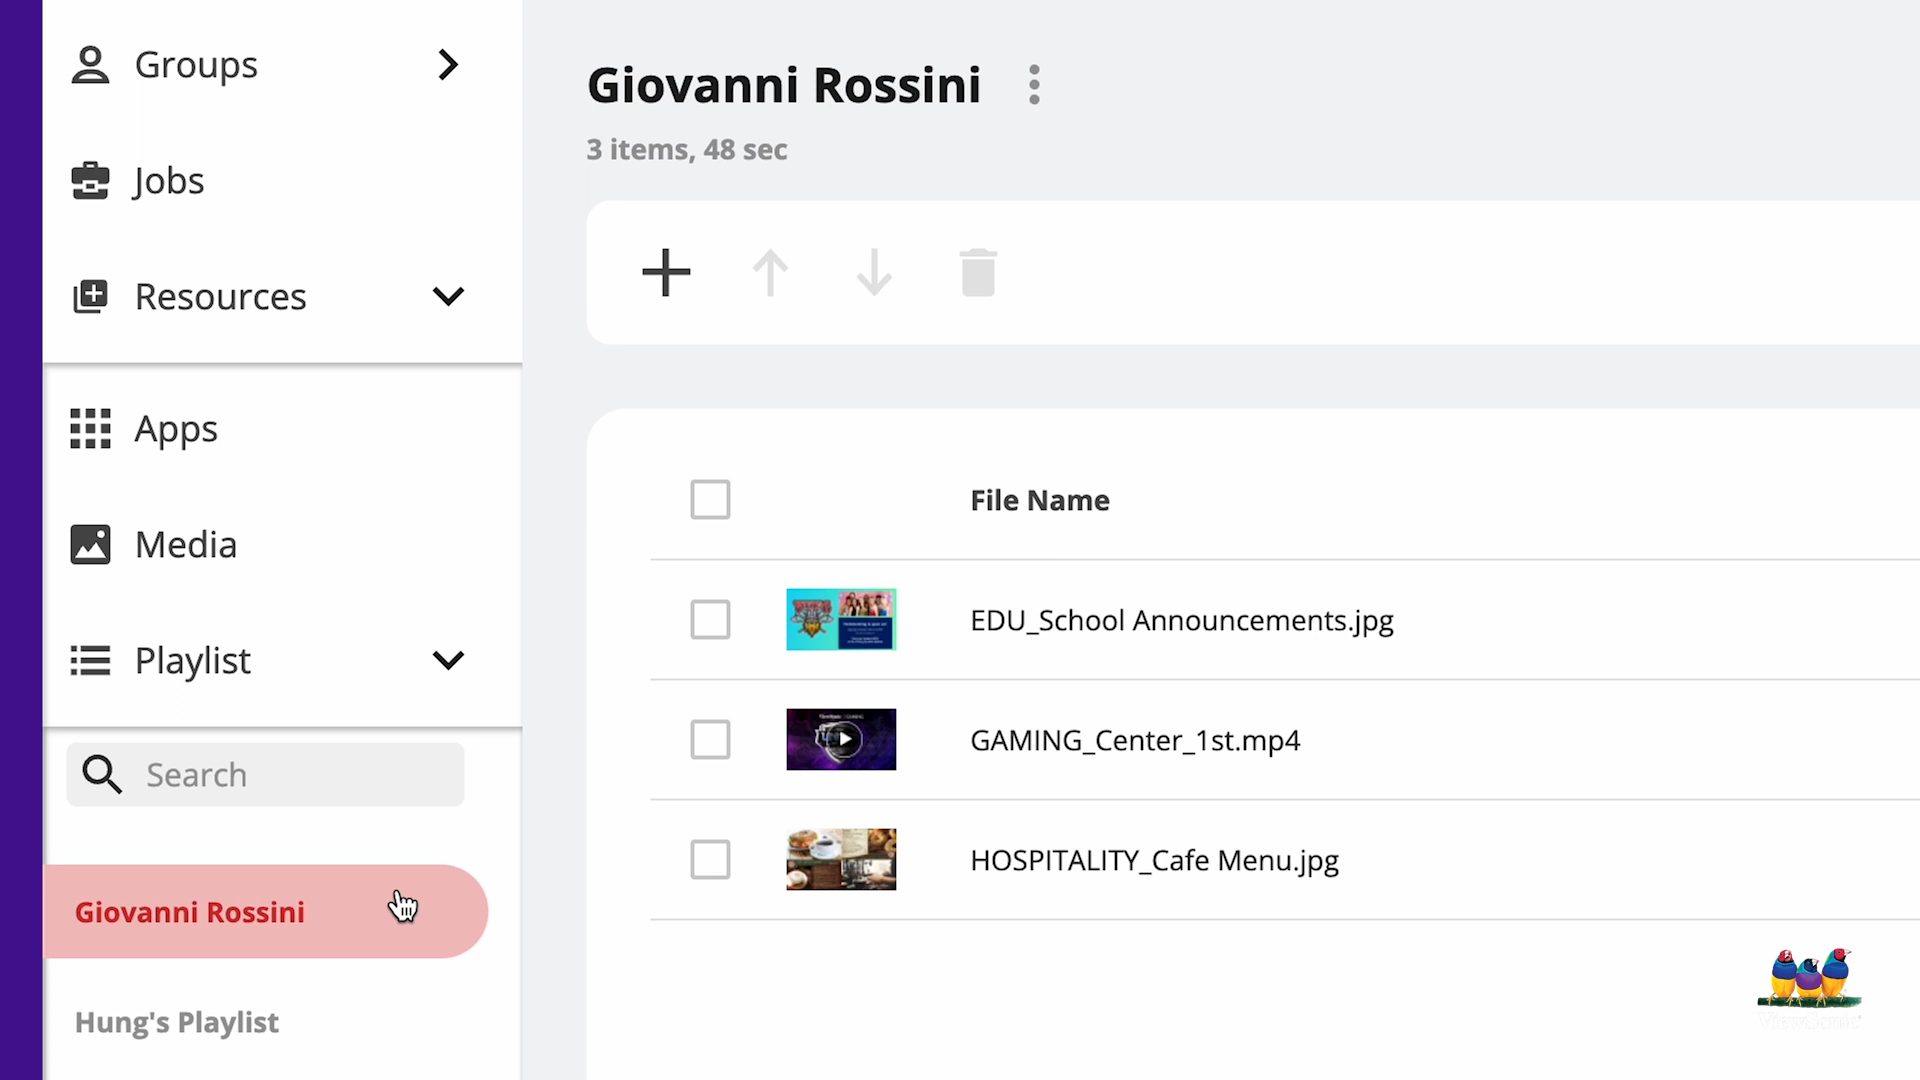 Groups
Jobs
Resources
Apps
Media
Playlist
Search
Giovanni Rossini
Hung's Playlist
Giovanni Rossini
3 items, 48 sec
File Name
EDU_School Announcements.jpg
GAMING_Center_1st.mp4
HOSPITALITY_Cafe Menu.jpg
ViewSonic